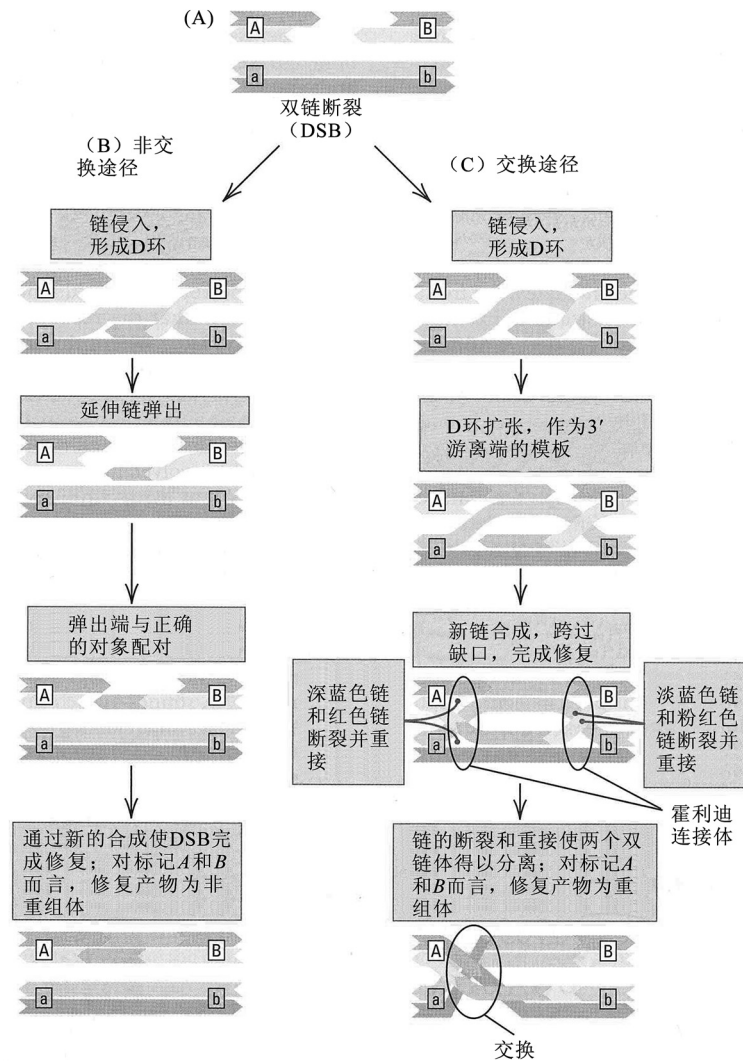 (A)
A
B
a
b
双链断裂
（DSB）
（B）非交
换途径
（C）交换途径
链侵入，
形成D环
A
B
a
b
链侵入，
形成D环
A
B
a
b
延伸链弹出
A
B
a
b
D环扩张，作为3′
游离端的模板
A
B
a
b
弹出端与正确
的对象配对
A
B
a
b
新链合成，跨过
缺口，完成修复
深蓝色链
和红色链
断裂并重
接
A
B
a
b
淡蓝色链
和粉红色
链断裂并
重接
霍利迪
连接体
通过新的合成使DSB完
成修复；对标记A和B
而言，修复产物为非
重组体
A
B
a
b
链的断裂和重接使两个双
链体得以分离；对标记A
和B而言，修复产物为重
组体
A
B
a
b
交换